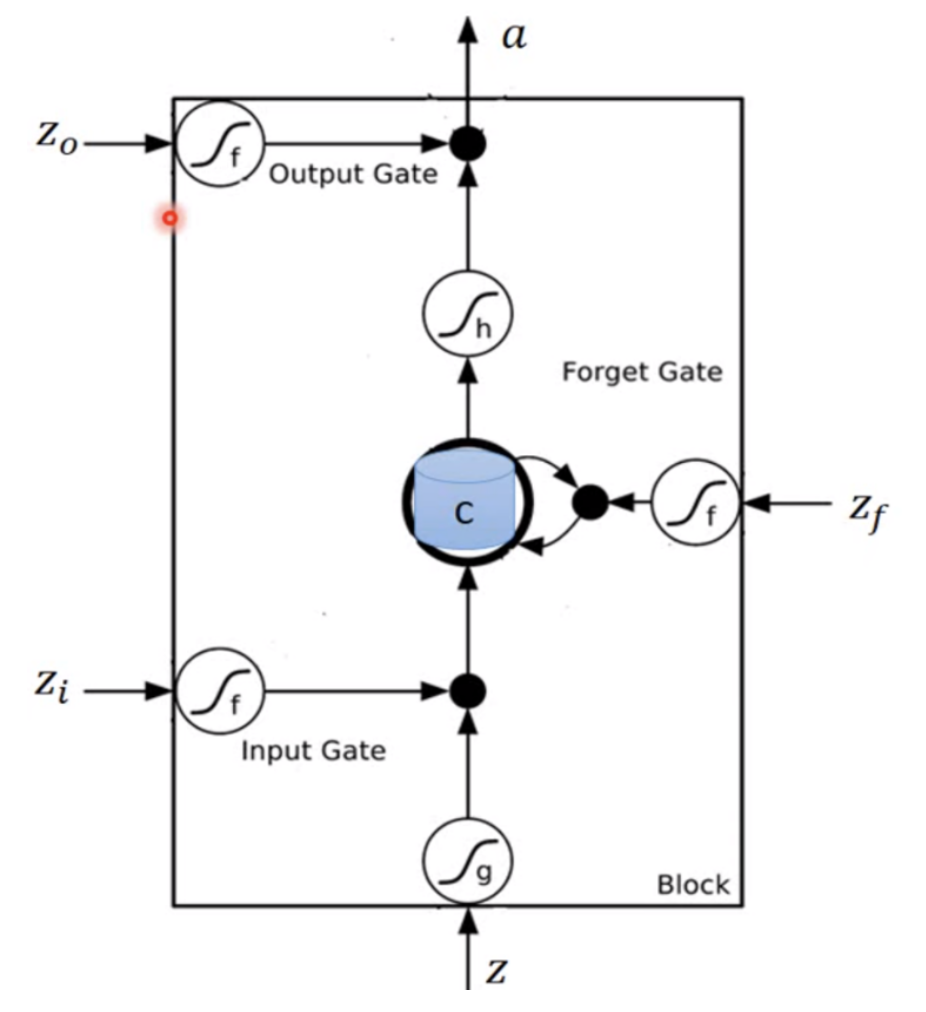 a
z_o
f
Output Gate
h
Forget Gate
c
f
z_f
z_i
f
Input Gate
g
Block
z